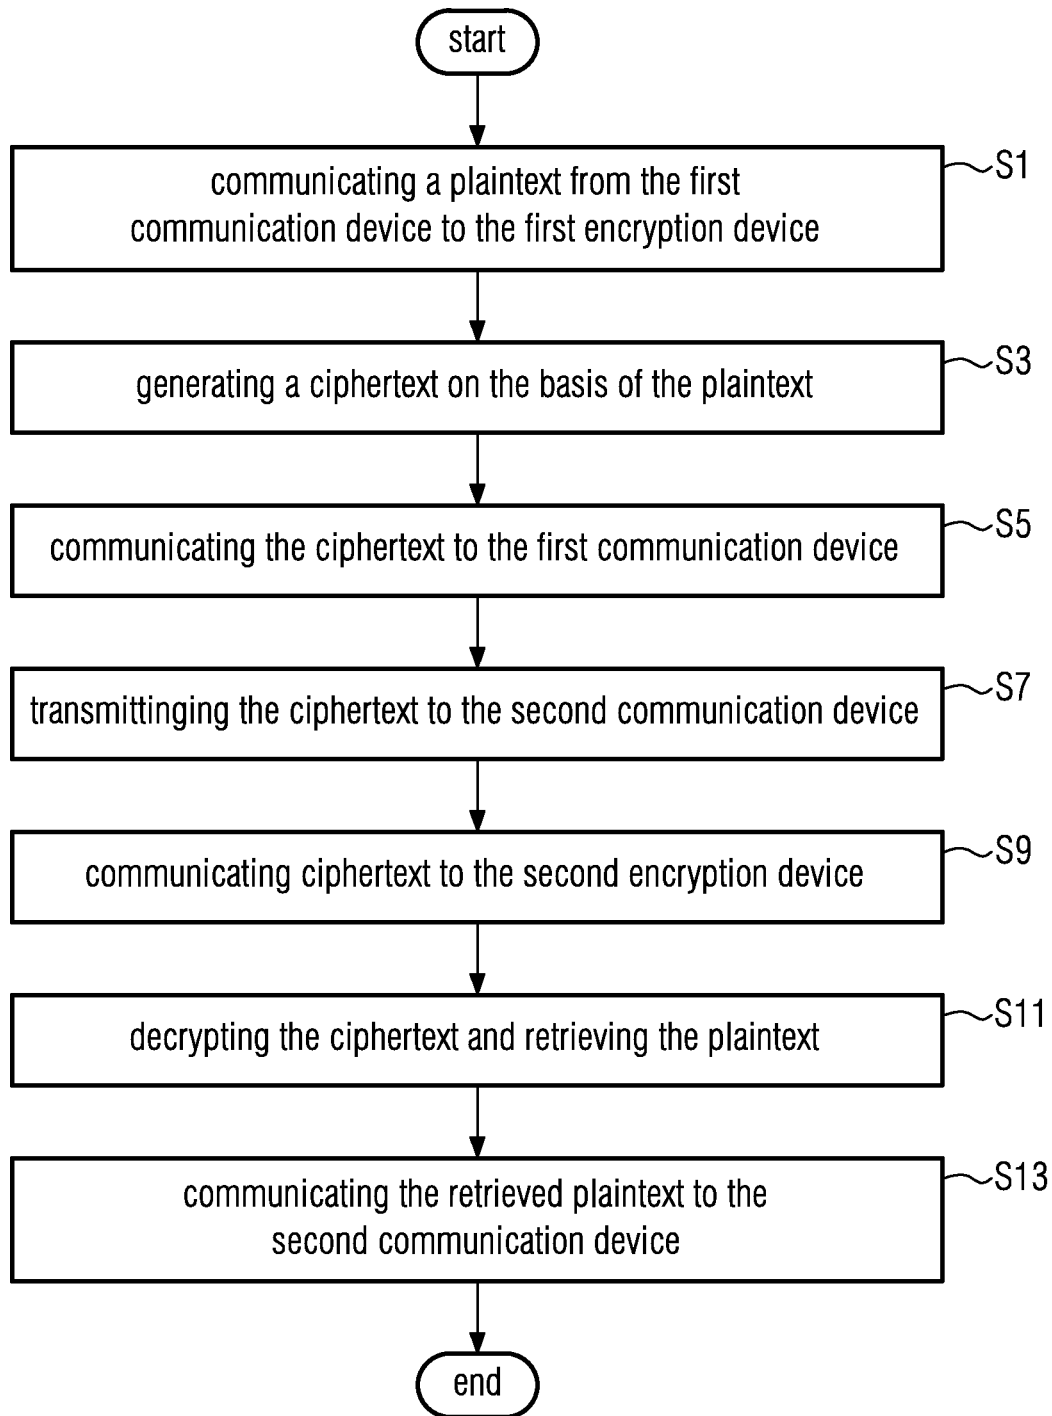 start
communicating a plaintext from the first
communication device to the first encryption device
S1
generating a ciphertext on the basis of the plaintext
S3
communicating the ciphertext to the first communication device
S5
transmittinging the ciphertext to the second communication device
S7
communicating ciphertext to the second encryption device
S9
decrypting the ciphertext and retrieving the plaintext
S11
communicating the retrieved plaintext to the
second communication device
S13
end